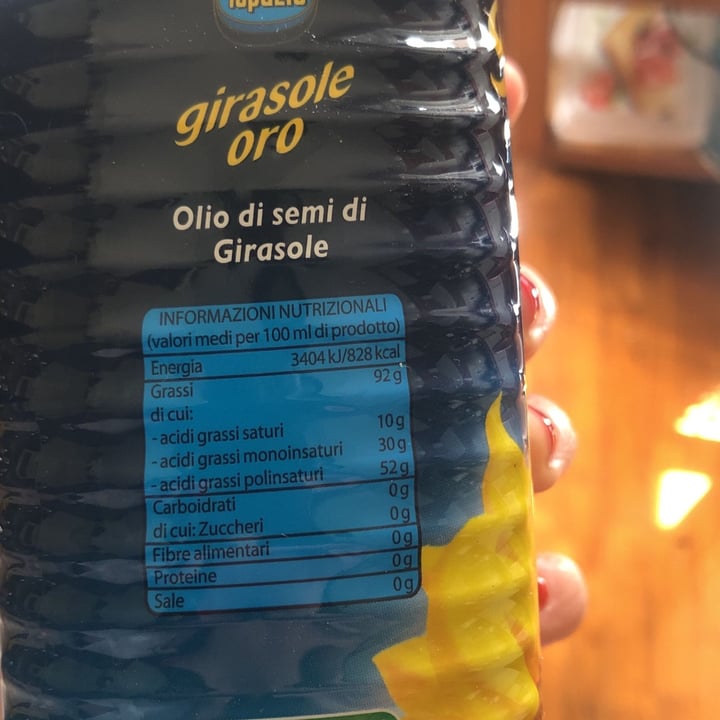 girasole
oro
Olio di semi di
Girasole
INFORMAZIONI NUTRIZIONALI
(valori medi per 100 ml di prodotto)
Energia 3404 kJ/828 kcal
Grassi 92 g
di cui:
- acidi grassi saturi 10 g
- acidi grassi monoinsaturi 30 g
- acidi grassi polinsaturi 52 g
Carboidrati 0 g
di cui: Zuccheri 0 g
Fibre alimentari 0 g
Proteine 0 g
Sale 0 g